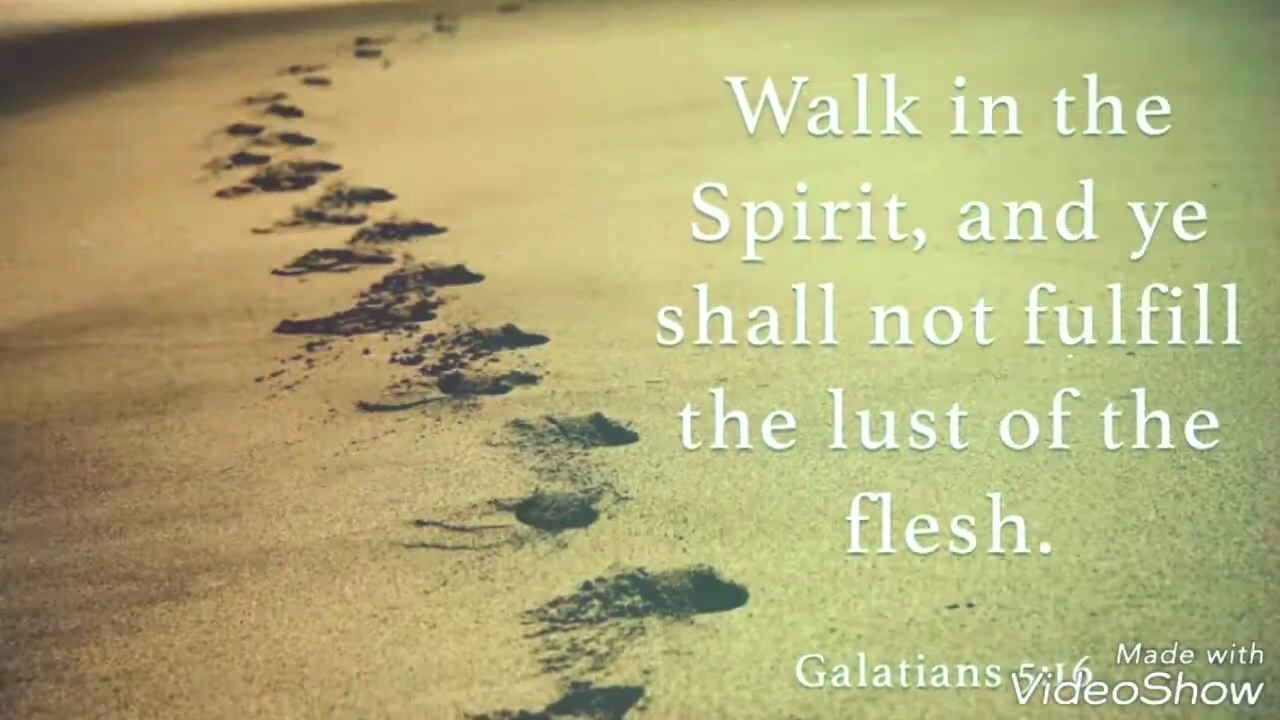 Walk in the
Spirit, and ye
shall not fulfill
the lust of the
flesh.
Galatians 5:16
Made with
VideoShow